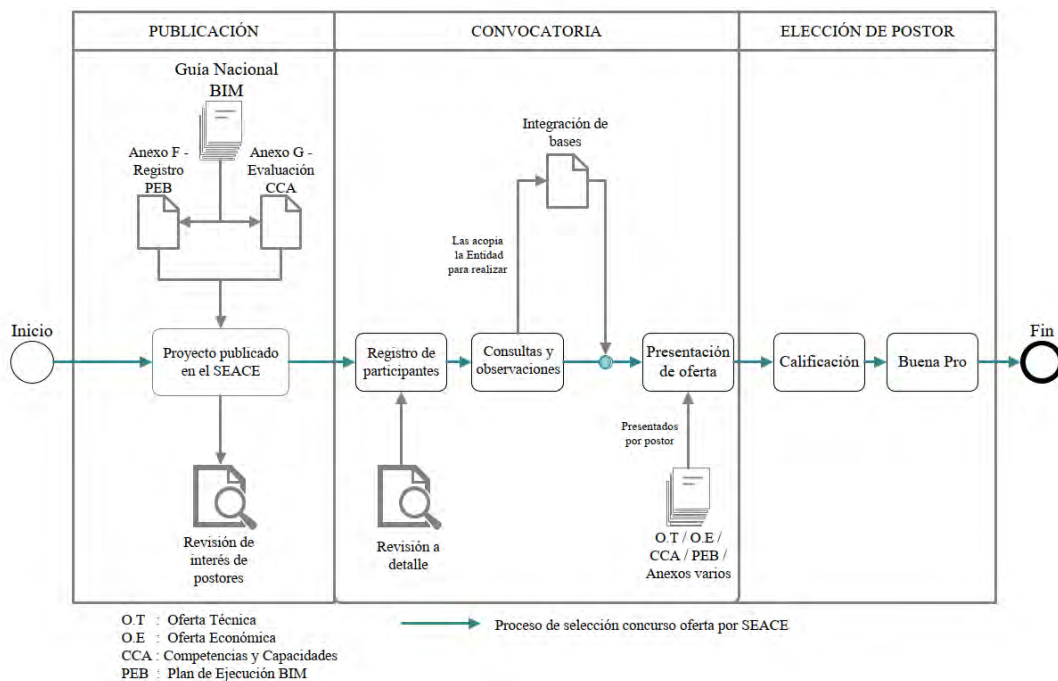 PUBLICACIÓN
CONVOCATORIA
ELECCIÓN DE POSTOR
Guía Nacional
BIM
Anexo F -
Registro
PEB
Anexo G -
Evaluación
CCA
Integración de
bases
Las acopia
la Entidad
para realizar
Inicio
Proyecto publicado
en el SEACE
Registro de
participantes
Consultas y
observaciones
Presentación
de oferta
Calificación
Buena Pro
Fin
Presentados
por postor
Revisión de
interés de
postores
Revisión a
detalle
O.T / O.E /
CCA / PEB /
Anexos varios
O.T : Oferta Técnica
O.E : Oferta Económica
CCA : Competencias y Capacidades
PEB : Plan de Ejecución BIM
Proceso de selección concurso oferta por SEACE